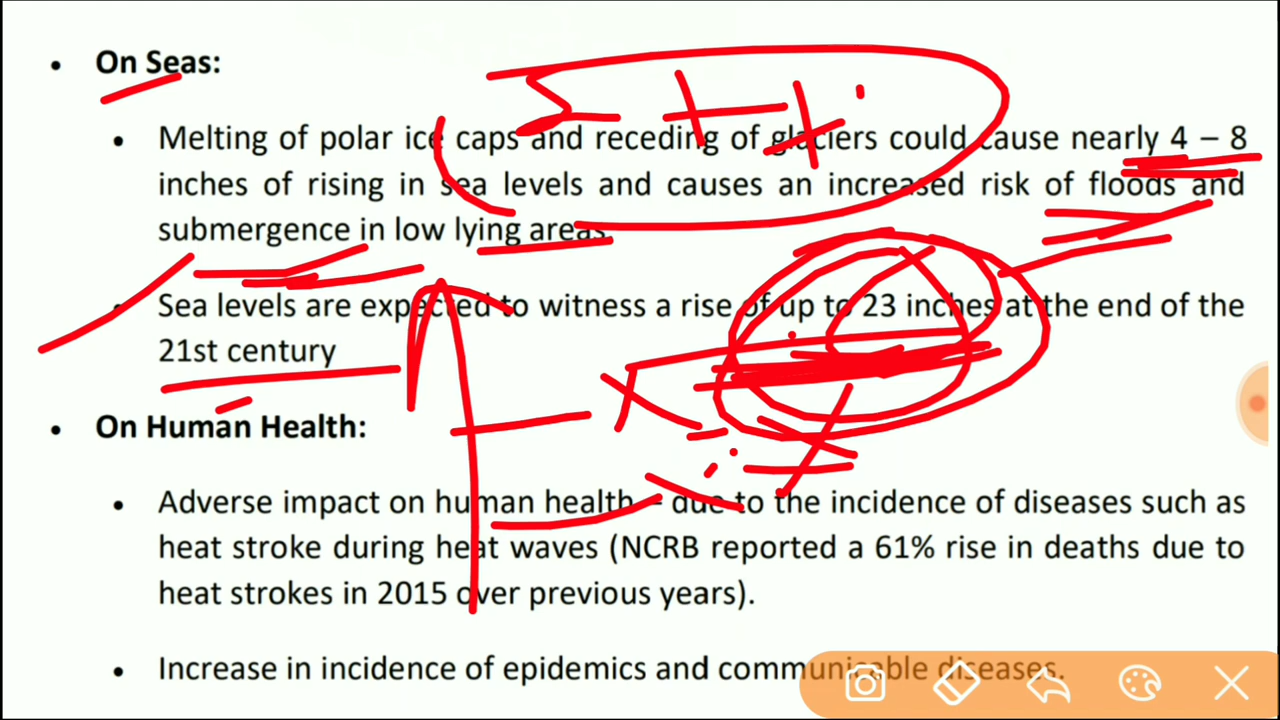 • On Seas:
• Melting of polar ice caps and receding of glaciers could cause nearly 4 – 8
inches of rising in sea levels and causes an increased risk of floods and
submergence in low lying areas.
• Sea levels are expected to witness a rise of up to 23 inches at the end of the
21st century
• On Human Health:
• Adverse impact on human health – due to the incidence of diseases such as
heat stroke during heat waves (NCRB reported a 61% rise in deaths due to
heat strokes in 2015 over previous years).
• Increase in incidence of epidemics and communicable diseases.